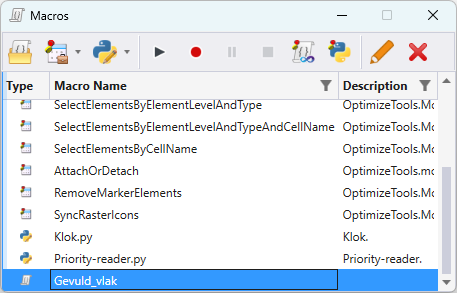 Macros
Type Macro Name Description
SelectElementsByElementLevelAndType OptimizeTools.Mo
SelectElementsByElementLevelAndTypeAndCellName OptimizeTools.Mo
SelectElementsByCellName OptimizeTools.Mo
AttachOrDetach OptimizeTools.Mo
RemoveMarkerElements OptimizeTools.Mo
SyncRasterIcons OptimizeTools.Mo
Klok.py Klok.
Priority-reader.py Priority-reader.
Gevuld_vlak